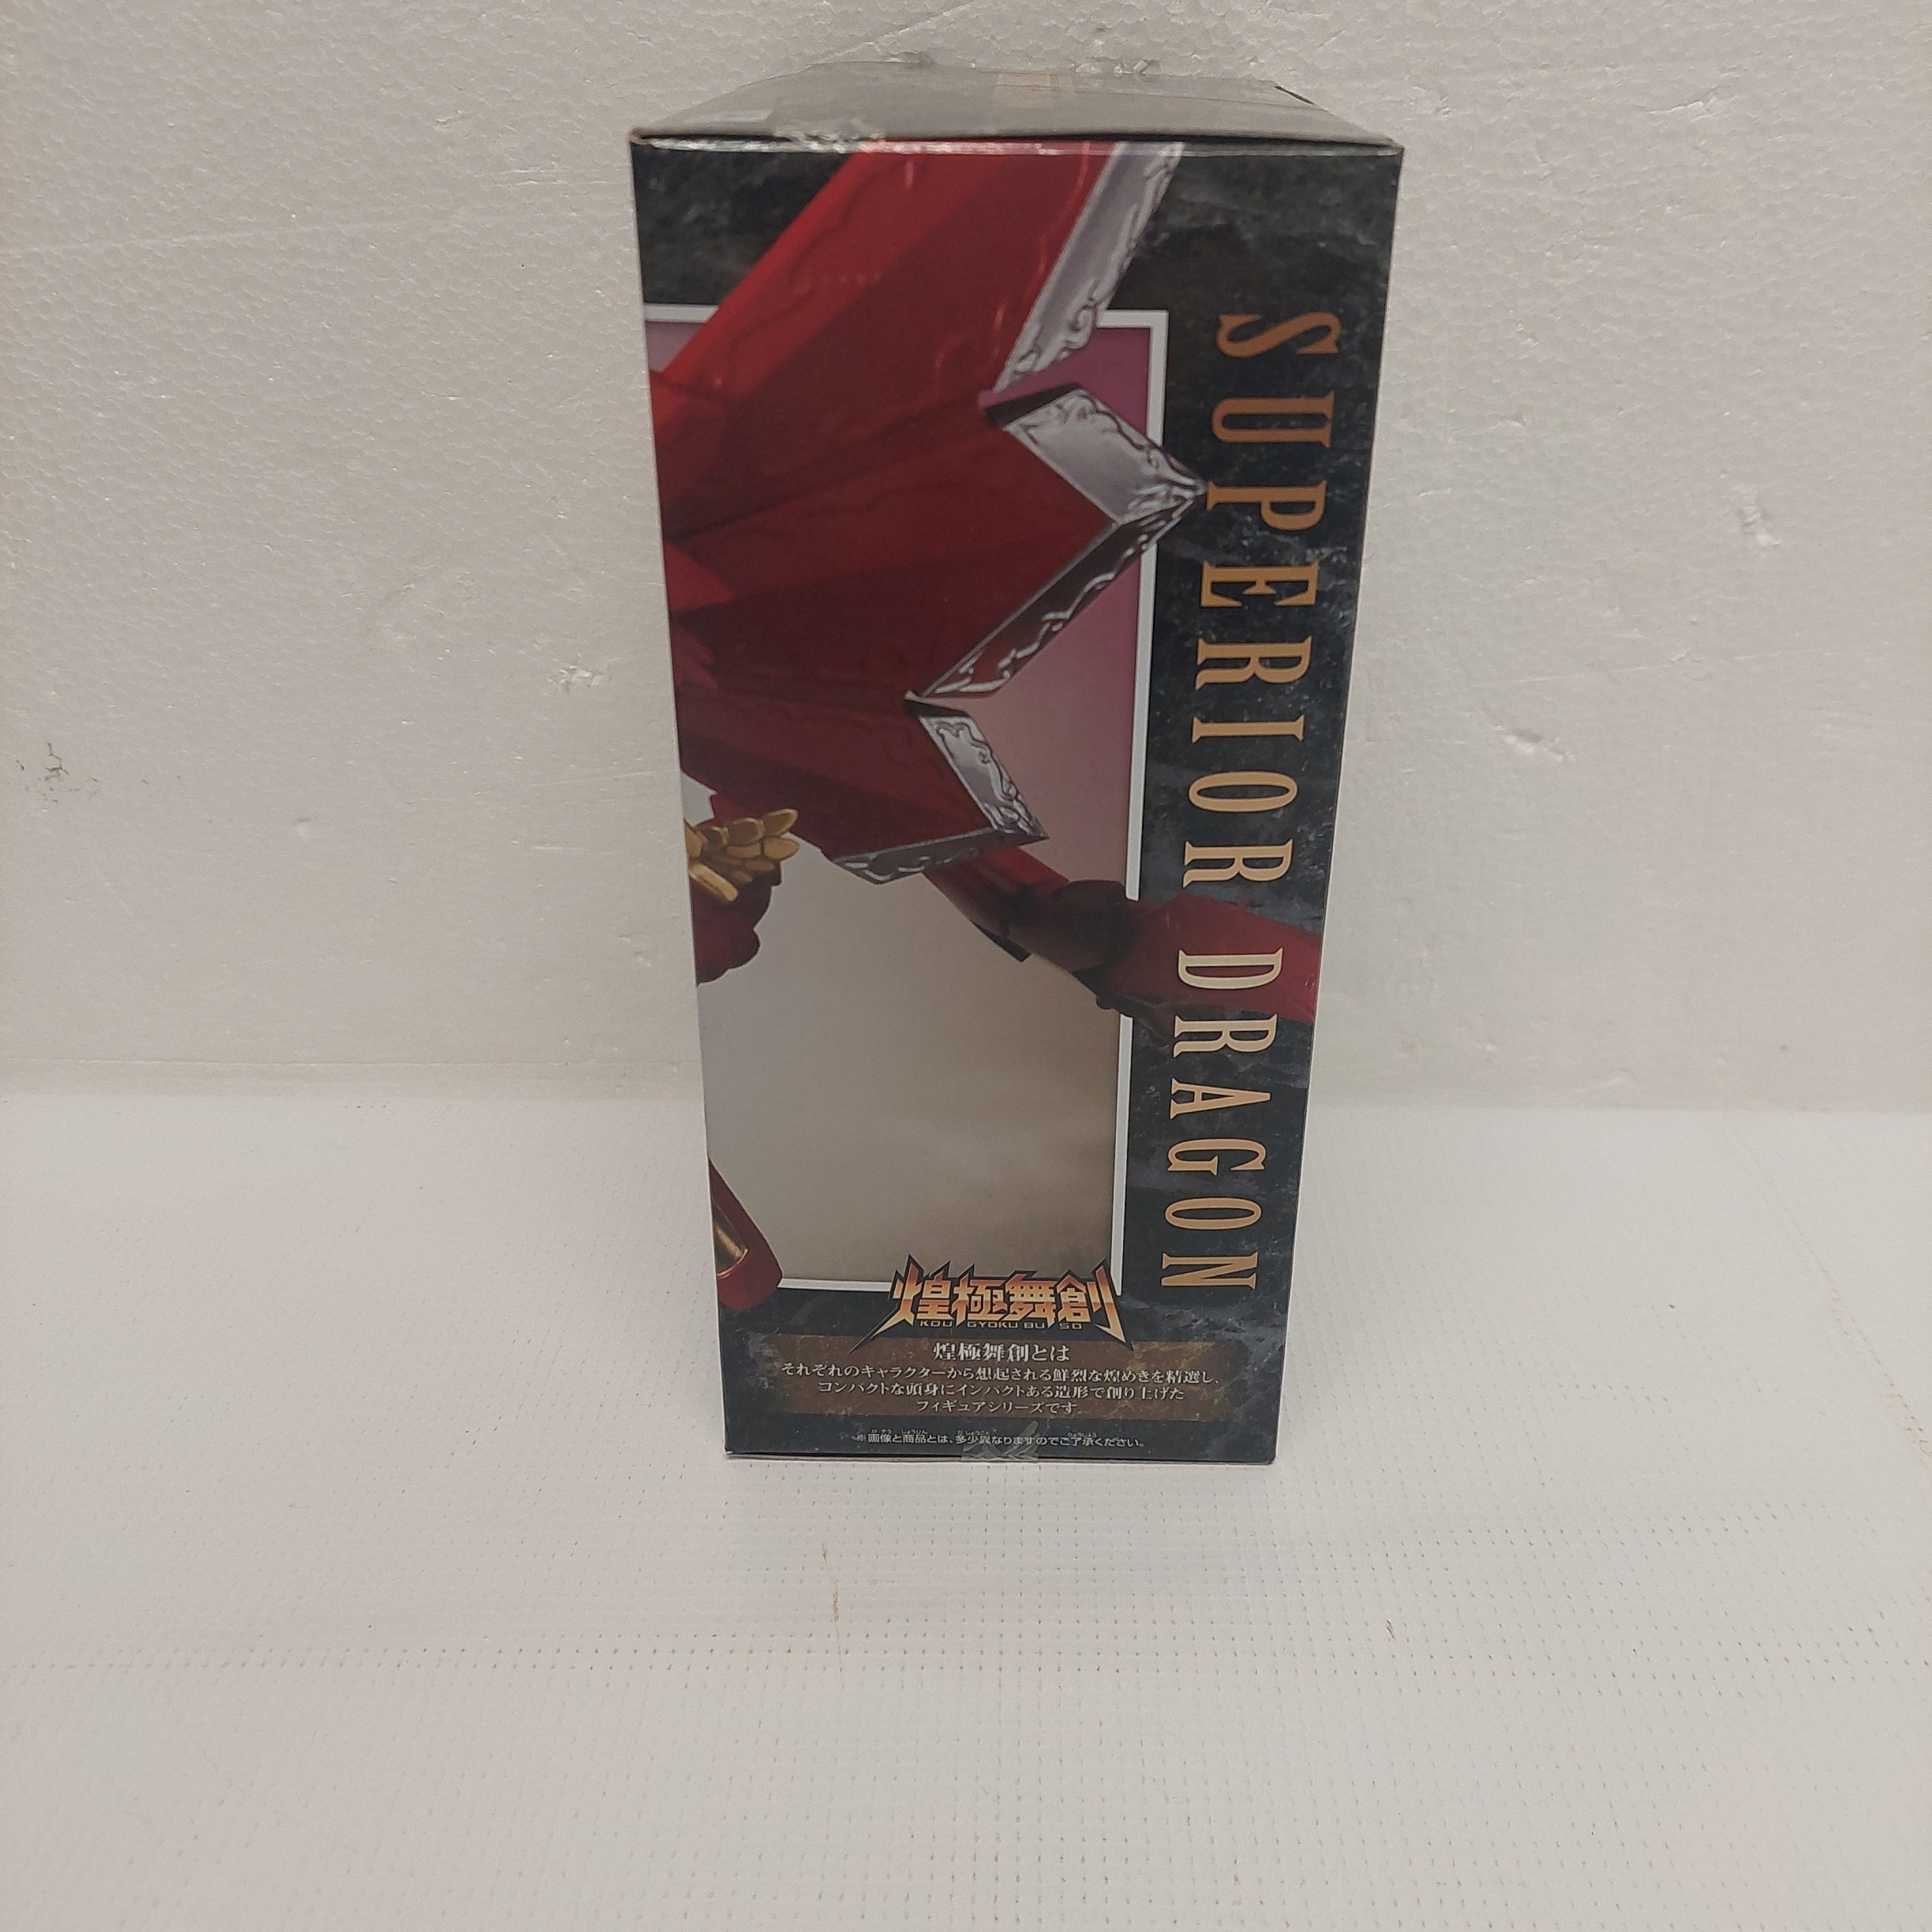 SUPERIOR DRAGON
煌極舞創
KOU GYOKU BU SO
煌極舞創とは
それぞれのキャラクターから想起される鮮烈な煌めきを精選し、
コンパクトな頭身にインパクトある造形で創り上げた
フィギュアシリーズです
※画像と商品とは、多少異なりますのでご了承ください。